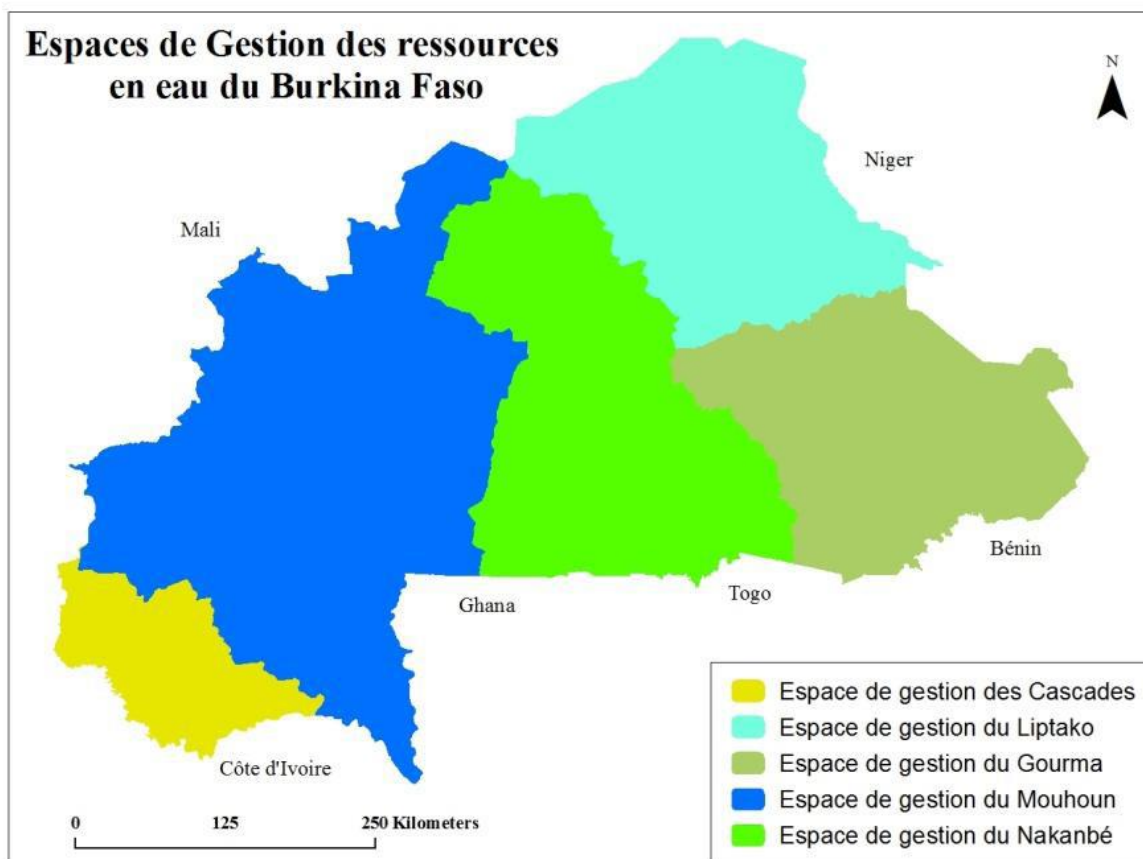 Espaces de Gestion des ressources
en eau du Burkina Faso
N
Niger
Mali
Bénin
Togo
Ghana
Côte d'Ivoire
Espace de gestion des Cascades
Espace de gestion du Liptako
Espace de gestion du Gourma
Espace de gestion du Mouhoun
Espace de gestion du Nakanbé
0 125 250 Kilometers